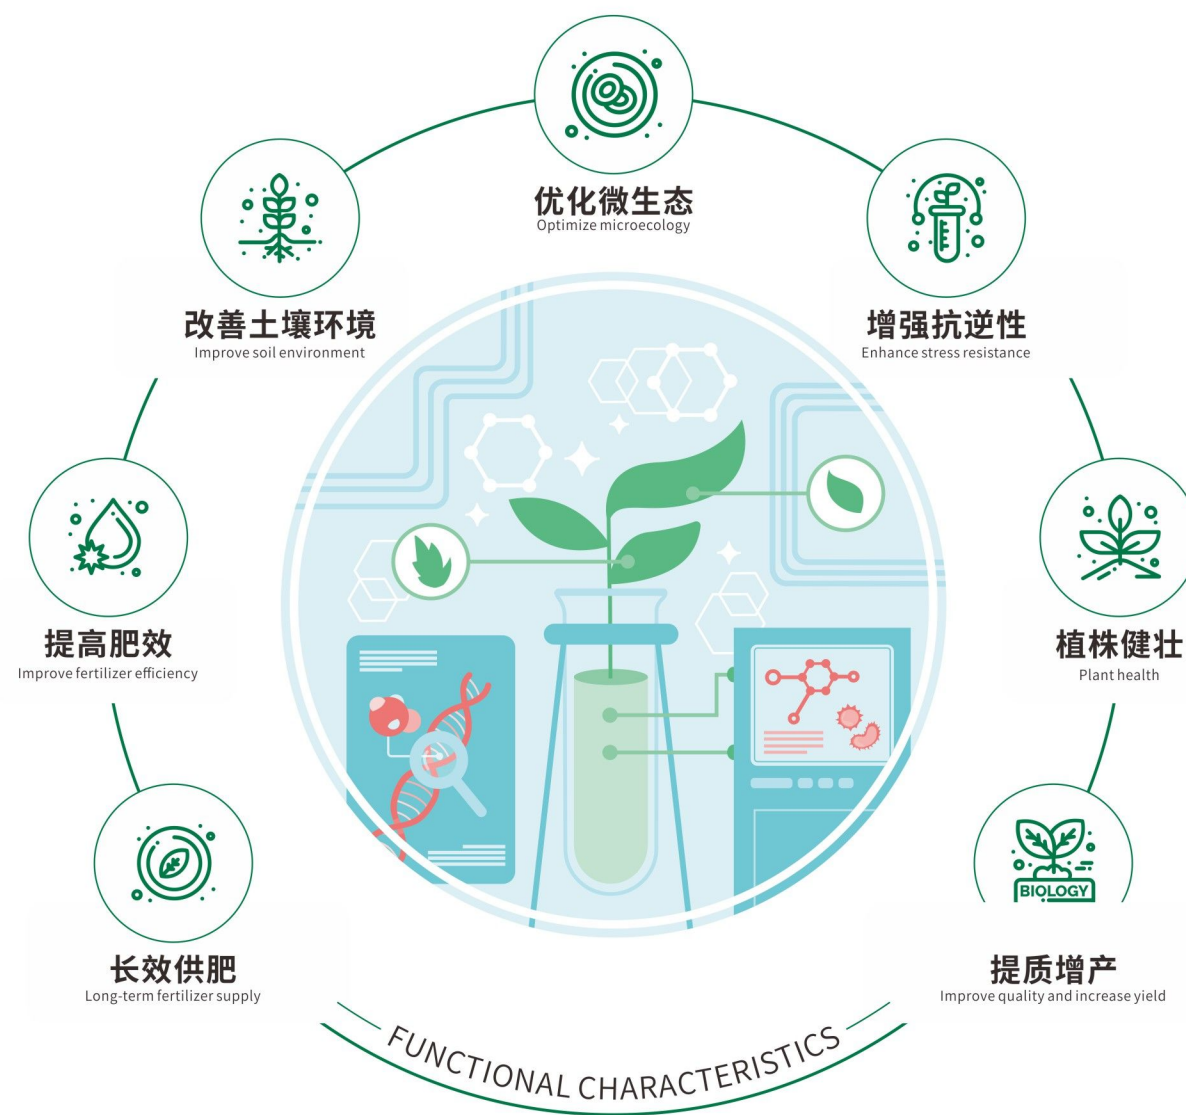 优化微生态
Optimize microecology
改善土壤环境
Improve soil environment
增强抗逆性
Enhance stress resistance
提高肥效
Improve fertilizer efficiency
植株健壮
Plant health
长效供肥
Long-term fertilizer supply
BIOLOGY
提质增产
Improve quality and increase yield
FUNCTIONAL CHARACTERISTICS